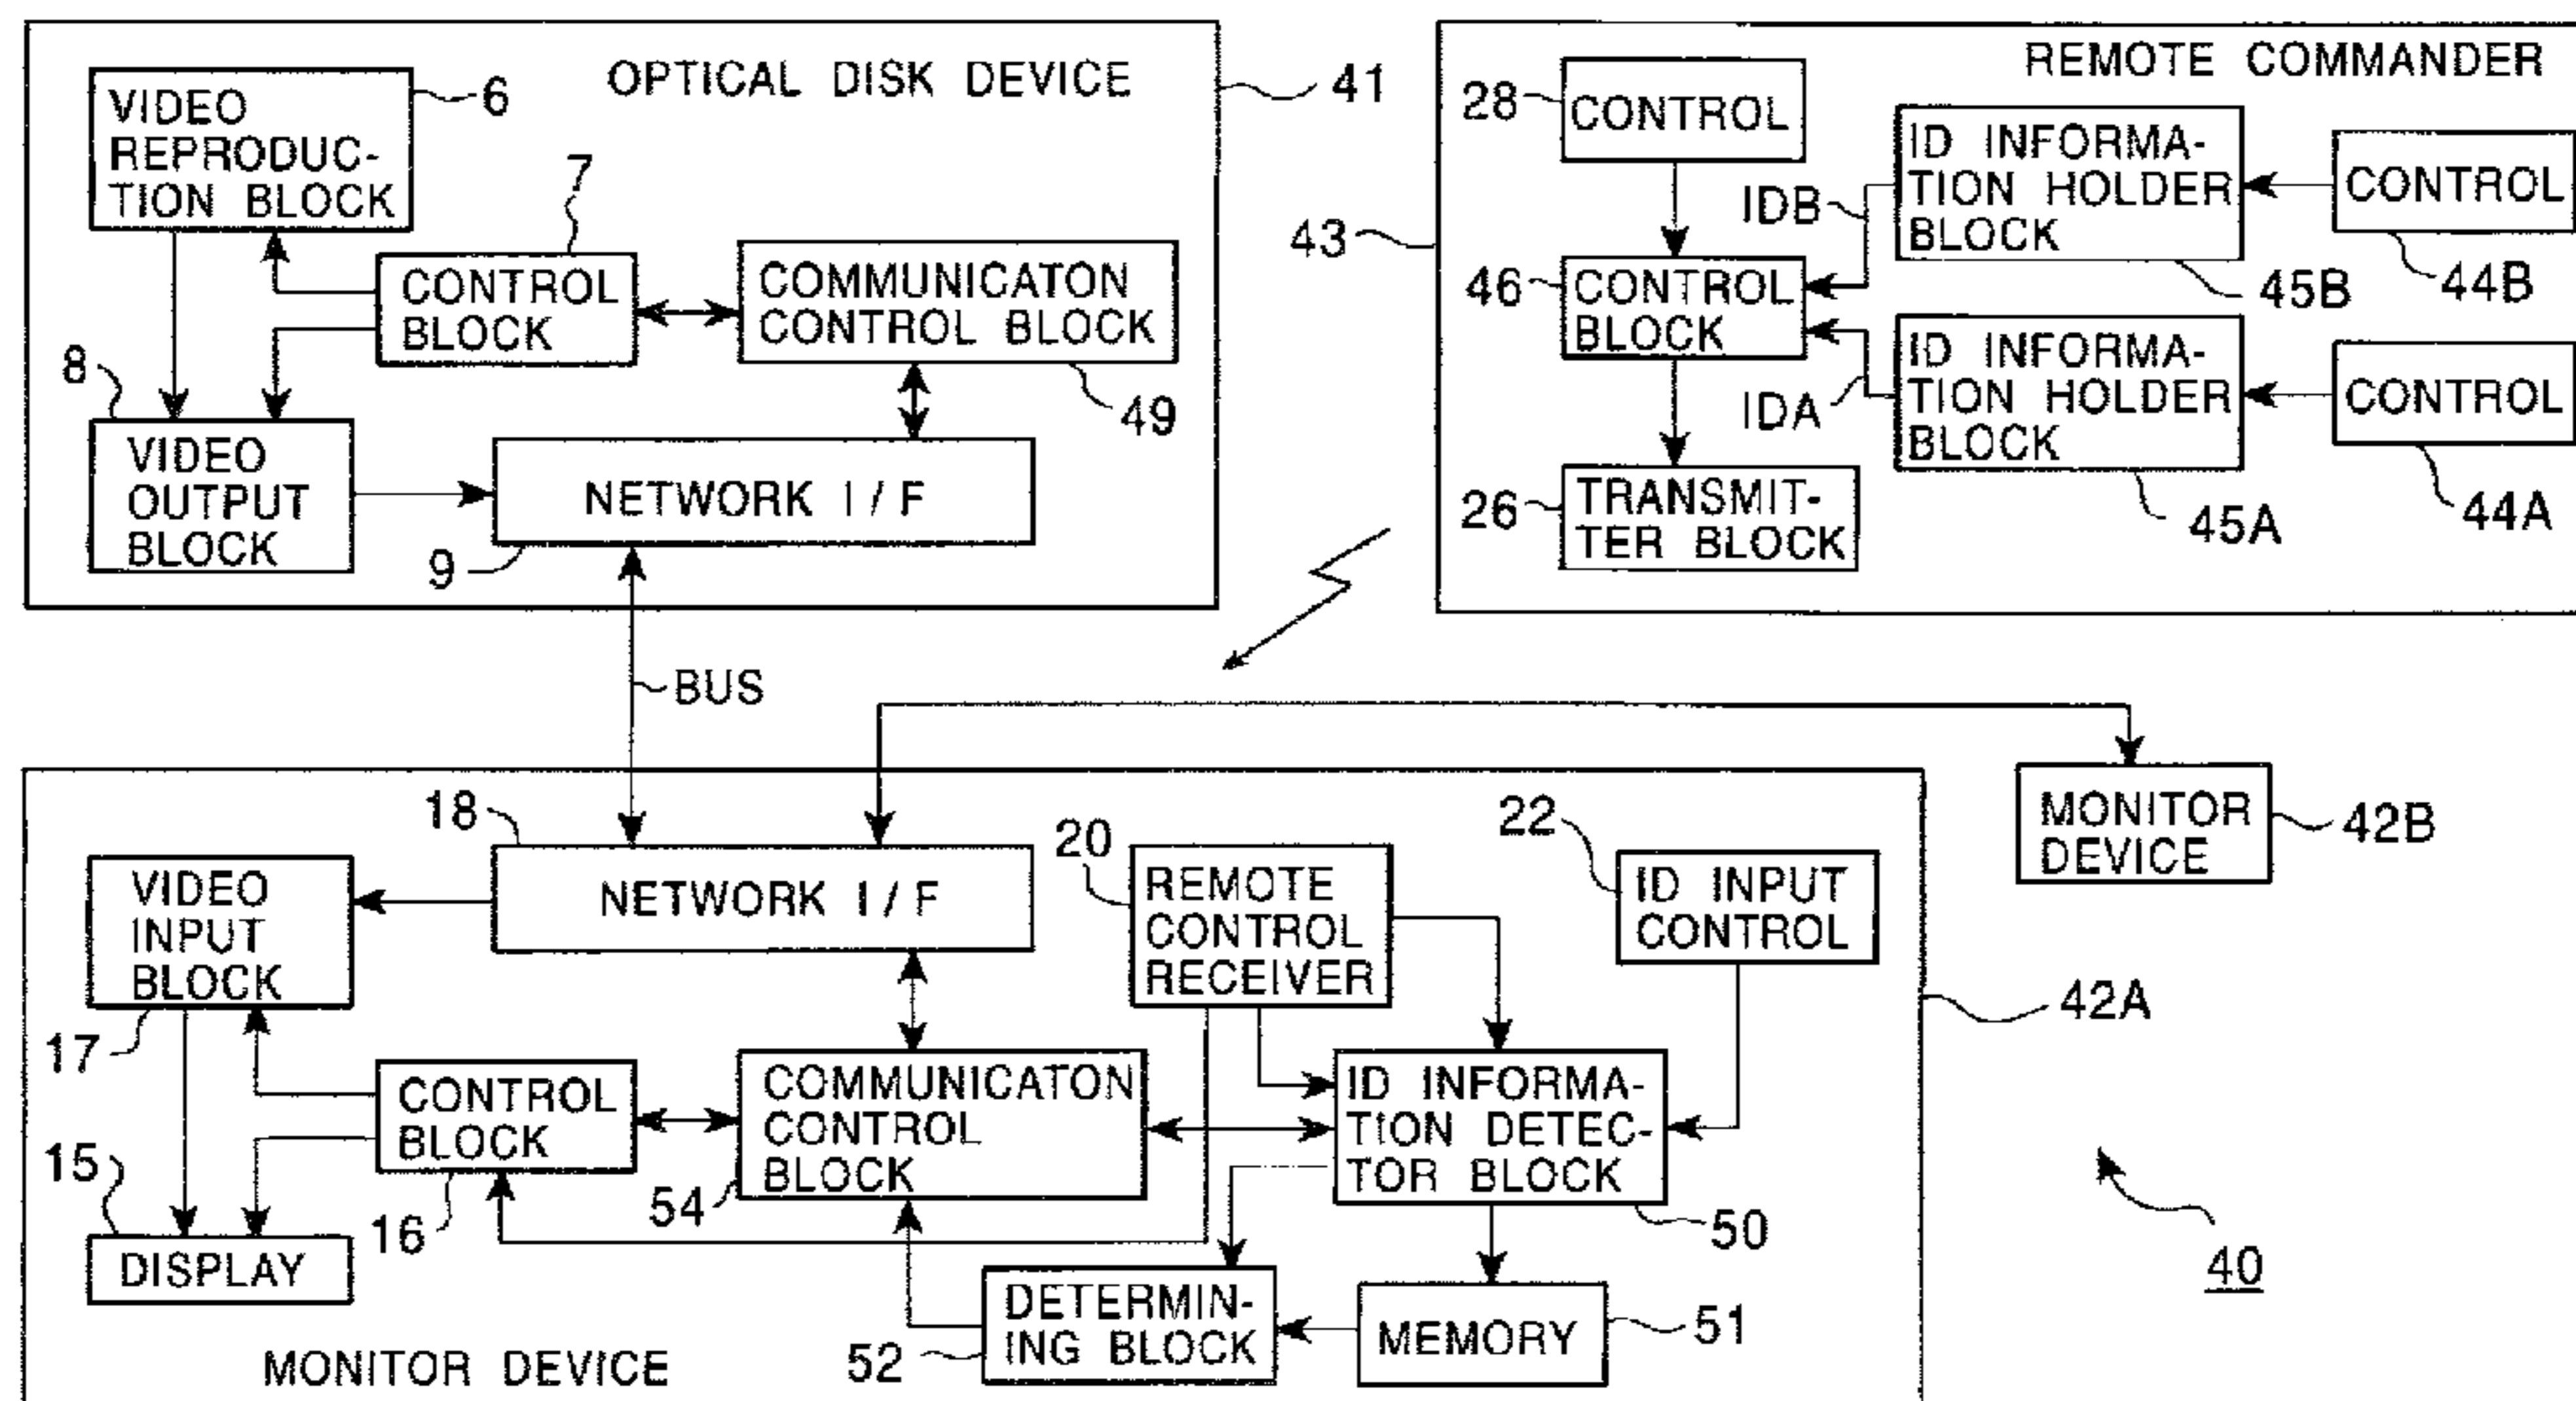 OPTICAL DISK DEVICE
41
VIDEO
REPRODUC-
TION BLOCK
6
7
CONTROL
BLOCK
COMMUNICATON
CONTROL BLOCK
49
8
VIDEO
OUTPUT
BLOCK
NETWORK I / F
9
BUS
REMOTE COMMANDER
43
28
CONTROL
46
CONTROL
BLOCK
26
TRANSMIT-
TER BLOCK
IDB
IDA
ID INFORMA-
TION HOLDER
BLOCK
45B
CONTROL
44B
ID INFORMA-
TION HOLDER
BLOCK
45A
CONTROL
44A
18
NETWORK I / F
VIDEO
INPUT
BLOCK
17
20
REMOTE
CONTROL
RECEIVER
22
ID INPUT
CONTROL
MONITOR
DEVICE
42B
42A
CONTROL
BLOCK
16
COMMUNICATON
CONTROL
BLOCK
54
ID INFORMA-
TION DETEC-
TOR BLOCK
50
15
DISPLAY
DETERMIN-
ING BLOCK
52
MEMORY
51
MONITOR DEVICE
40